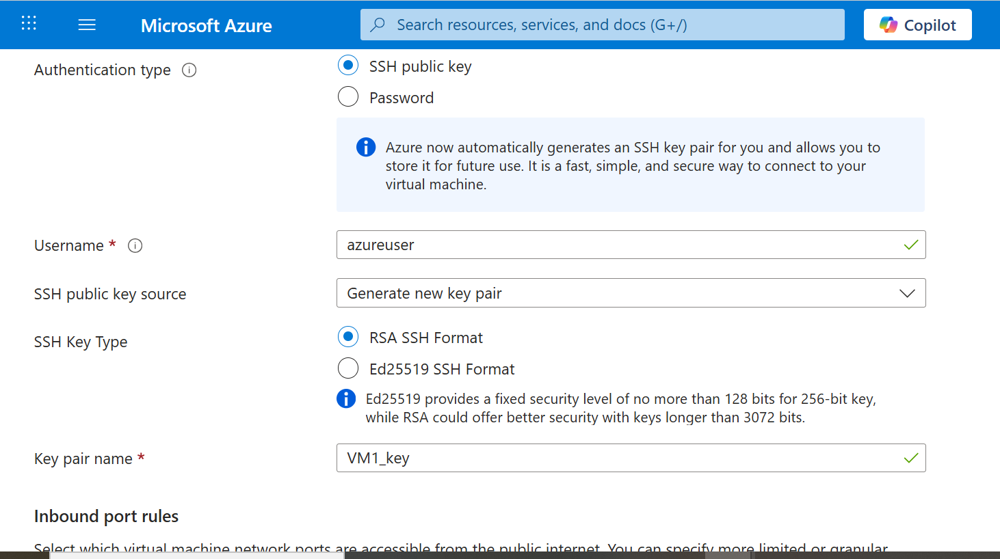 Microsoft Azure
Search resources, services, and docs (G+/)
Copilot
Authentication type
SSH public key
Password
Azure now automatically generates an SSH key pair for you and allows you to
store it for future use. It is a fast, simple, and secure way to connect to your
virtual machine.
Username *
azureuser
SSH public key source
Generate new key pair
SSH Key Type
RSA SSH Format
Ed25519 SSH Format
Ed25519 provides a fixed security level of no more than 128 bits for 256-bit key,
while RSA could offer better security with keys longer than 3072 bits.
Key pair name *
VM1_key
Inbound port rules
Select which virtual machine network ports are accessible from the public internet. You can specify more limited or granular